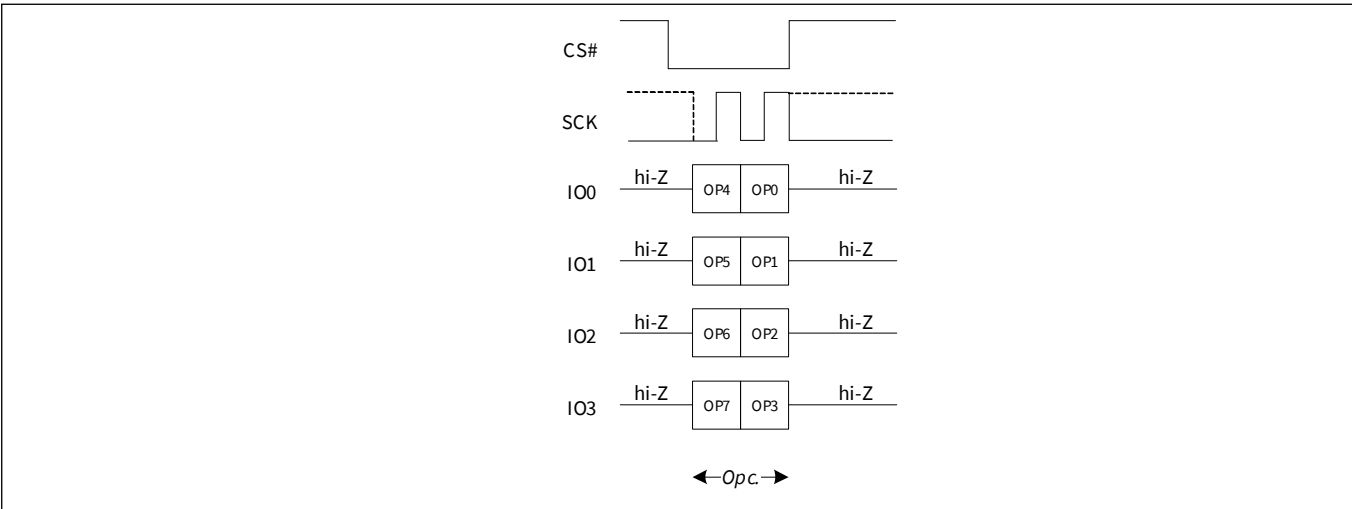 CS#
SCK
hi-Z hi-Z
IO0 OP4 OP0
hi-Z hi-Z
IO1 OP5 OP1
hi-Z hi-Z
IO2 OP6 OP2
hi-Z hi-Z
IO3 OP7 OP3
Opc.